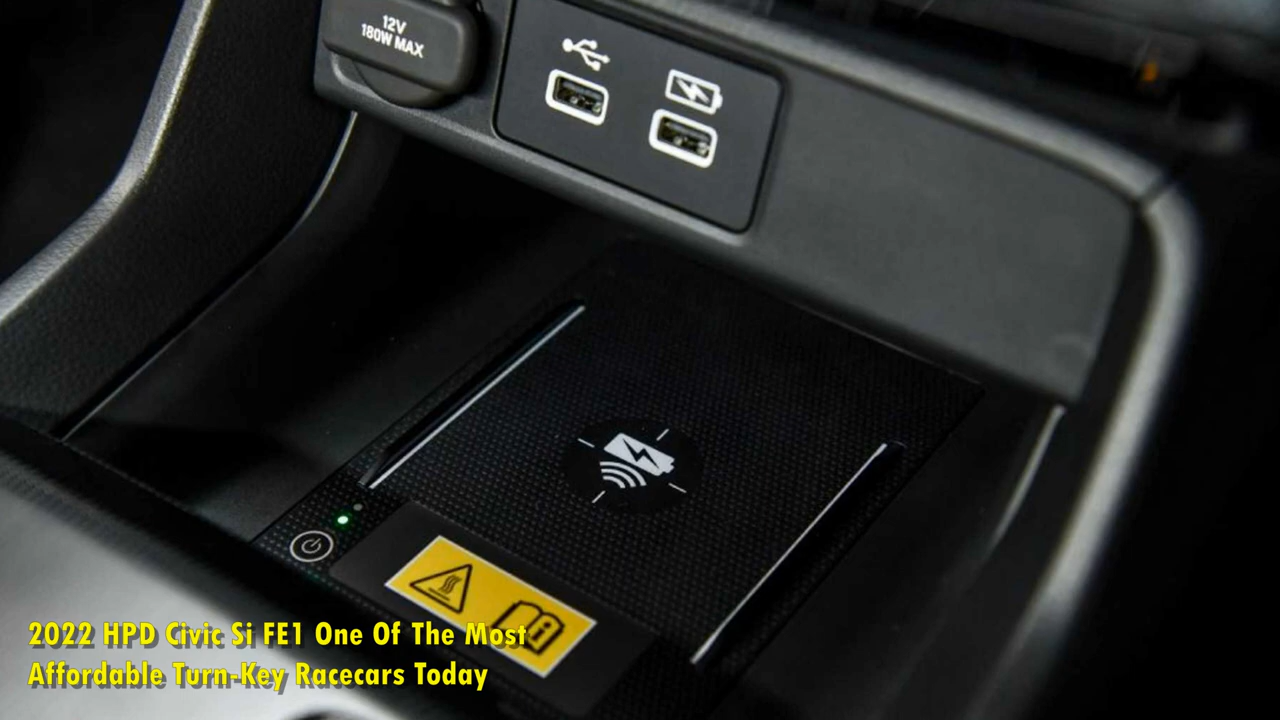 12V
180W MAX
2022 HPD Civic Si FE1 One Of The Most
Affordable Turn-Key Racecars Today